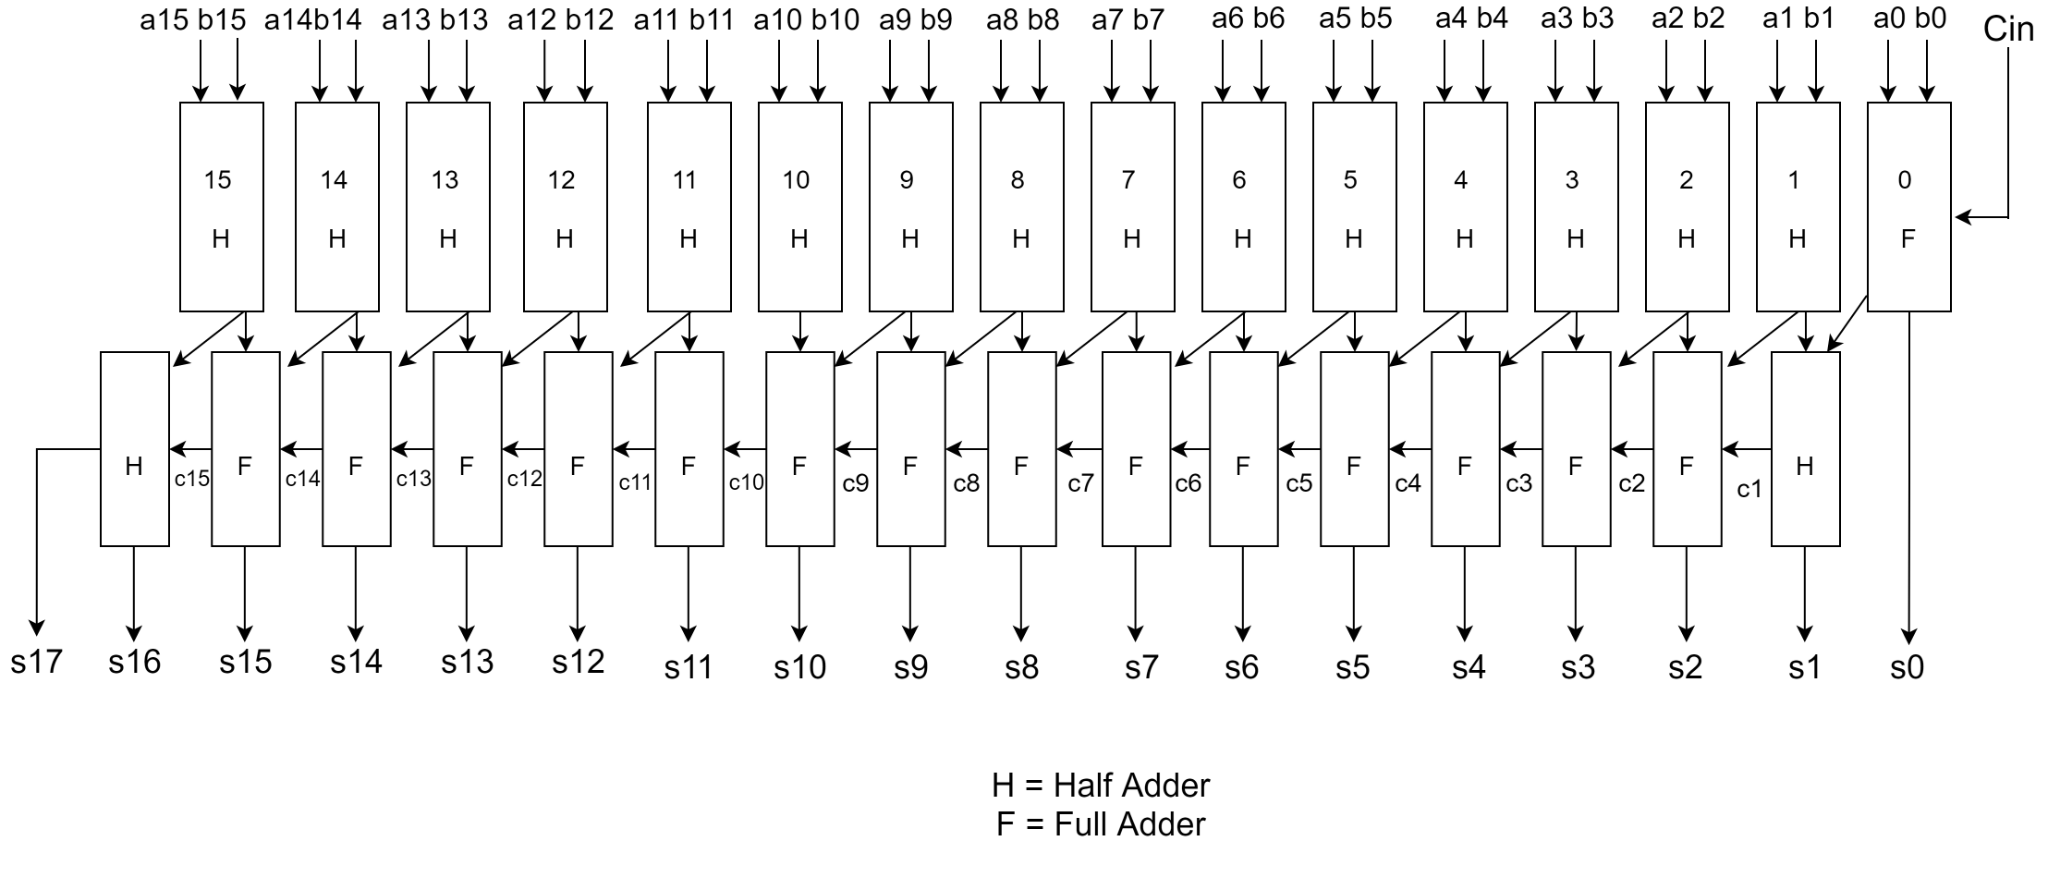 a15 b15 a14b14 a13 b13 a12 b12 a11 b11 a10 b10 a9 b9 a8 b8 a7 b7 a6 b6 a5 b5 a4 b4 a3 b3 a2 b2 a1 b1 a0 b0 Cin
15 14 13 12 11 10 9 8 7 6 5 4 3 2 1 0
H H H H H H H H H H H H H H H F
H F F F F F F F F F F F F F F H
c15 c14 c13 c12 c11 c10 c9 c8 c7 c6 c5 c4 c3 c2 c1
s17 s16 s15 s14 s13 s12 s11 s10 s9 s8 s7 s6 s5 s4 s3 s2 s1 s0
H = Half Adder
F = Full Adder